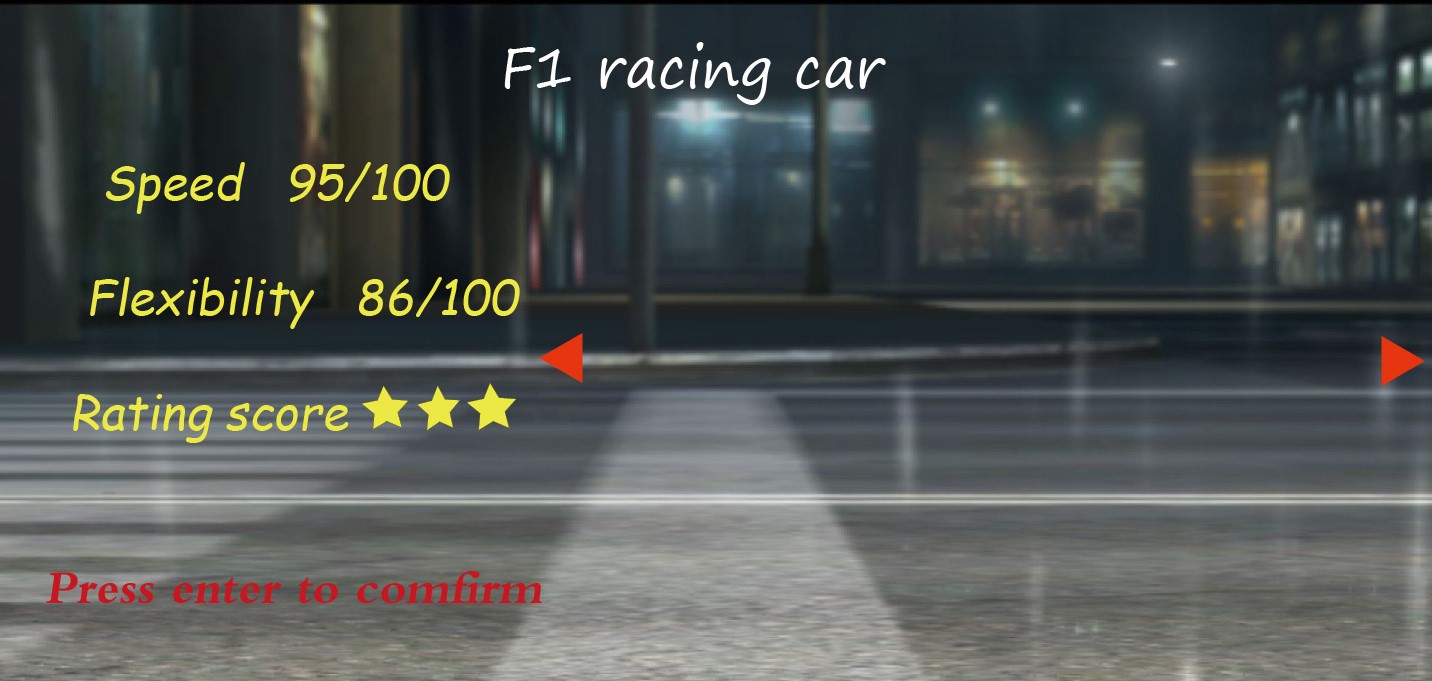 F1 racing car
Speed 95/100
Flexibility 86/100
Rating score
Press enter to comfirm